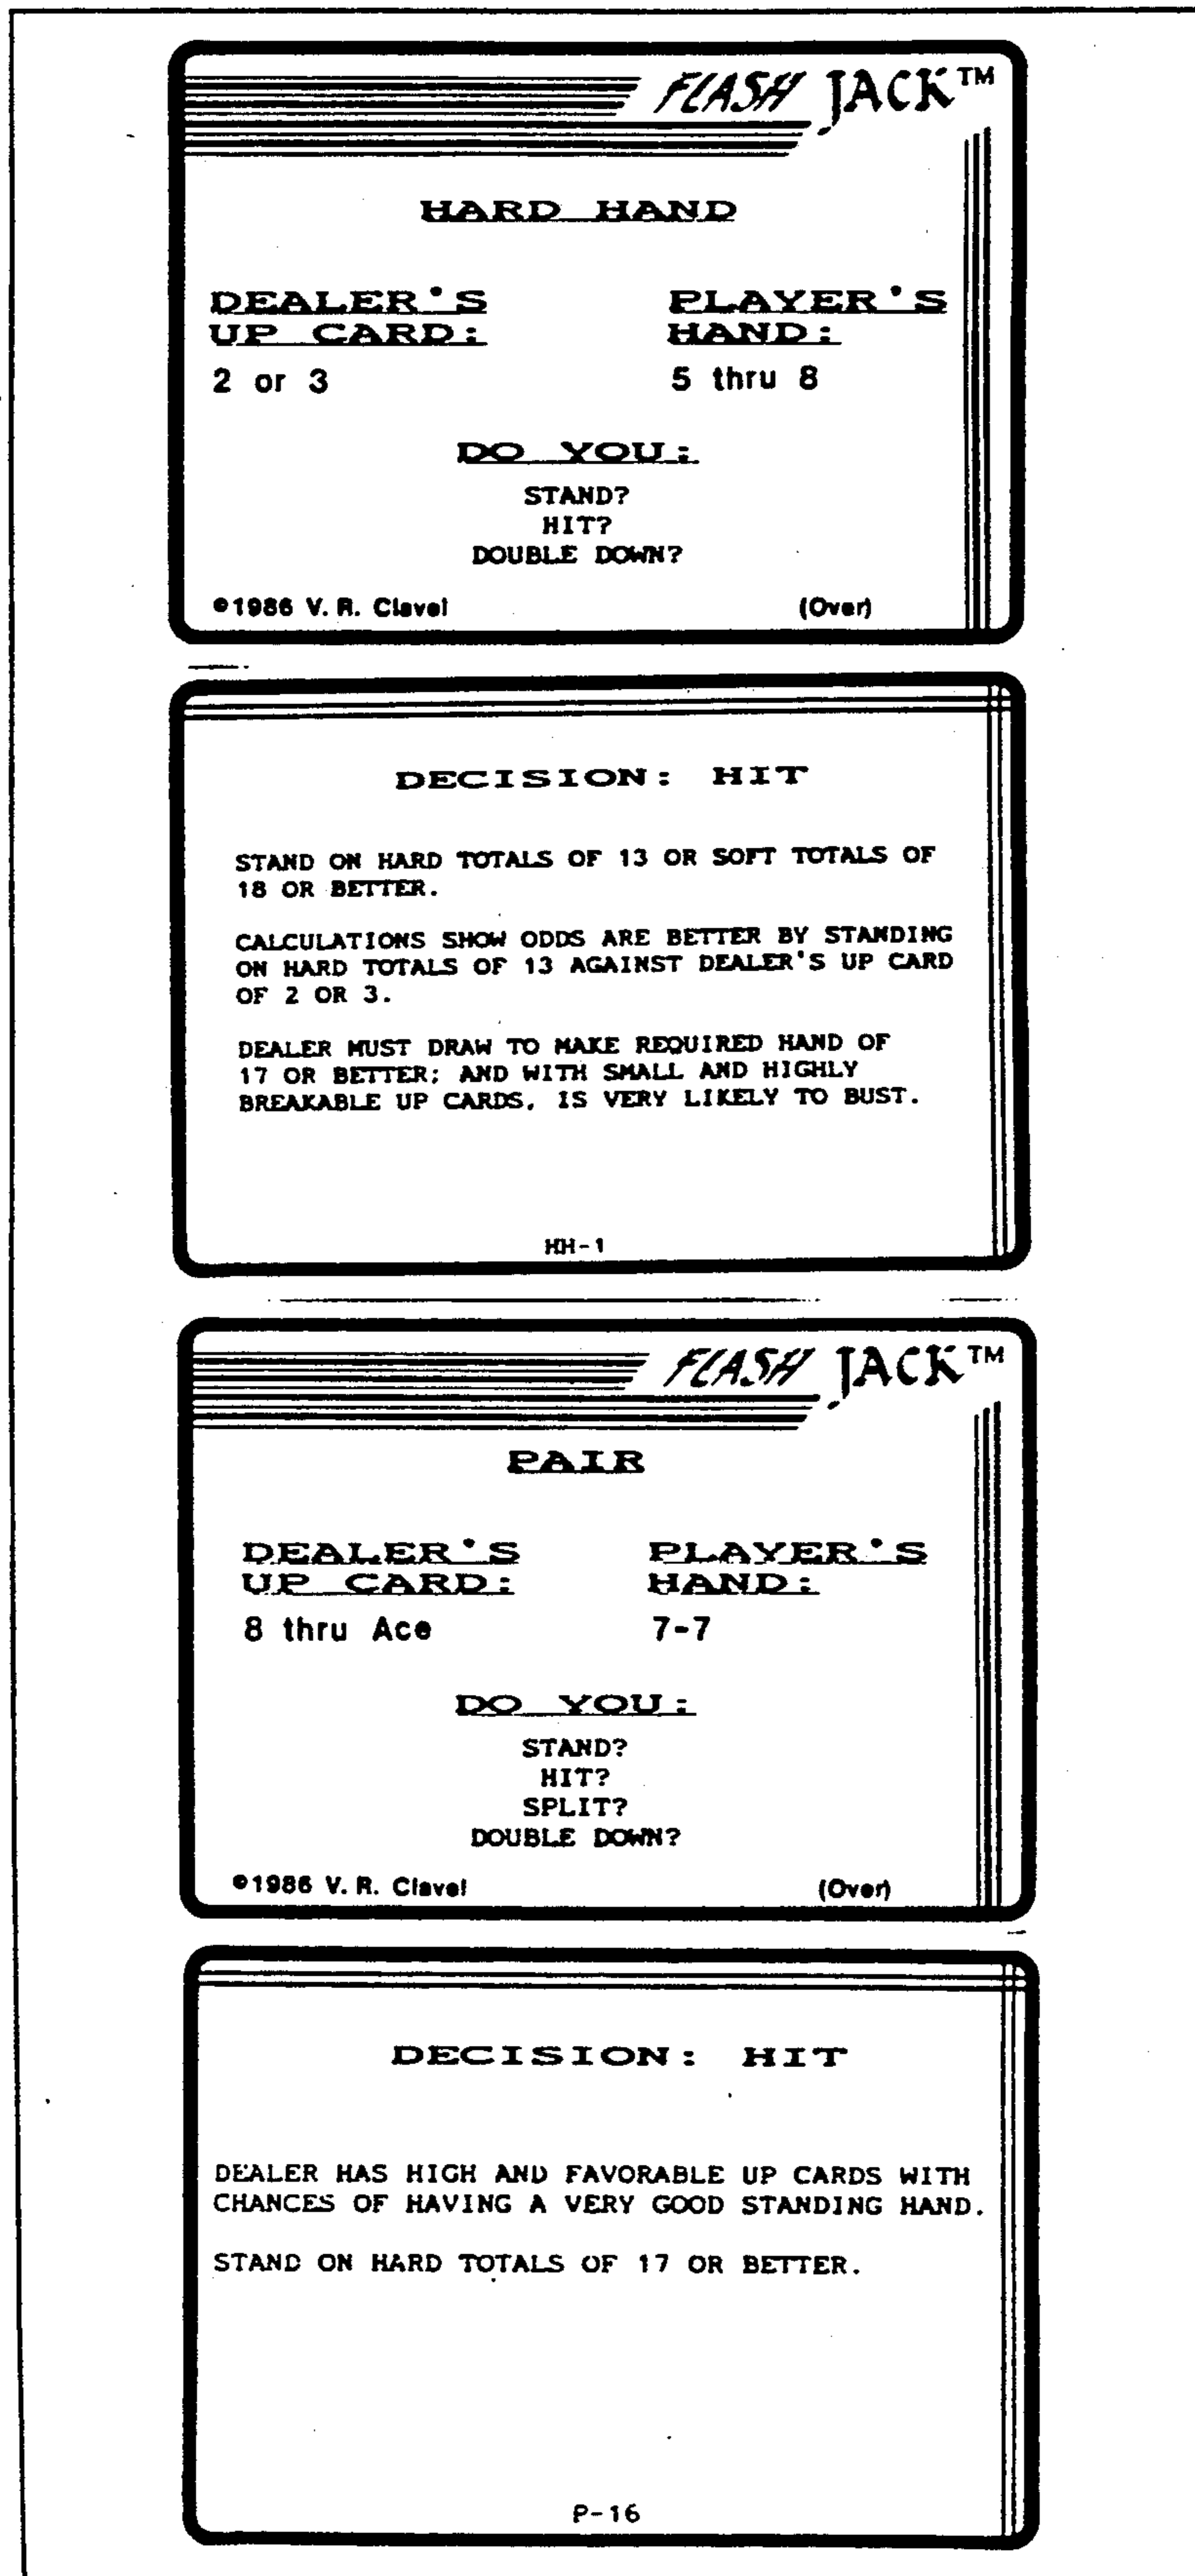 FLASH JACK™
HARD HAND
DEALER'S
UP CARD:
2 or 3
PLAYER'S
HAND:
5 thru 8
DO YOU:
STAND?
HIT?
DOUBLE DOWN?
©1986 V. R. Clavel (Over)
DECISION: HIT
STAND ON HARD TOTALS OF 13 OR SOFT TOTALS OF
18 OR BETTER.
CALCULATIONS SHOW ODDS ARE BETTER BY STANDING
ON HARD TOTALS OF 13 AGAINST DEALER'S UP CARD
OF 2 OR 3.
DEALER MUST DRAW TO MAKE REQUIRED HAND OF
17 OR BETTER; AND WITH SMALL AND HIGHLY
BREAKABLE UP CARDS, IS VERY LIKELY TO BUST.
HH-1
FLASH JACK™
PAIR
DEALER'S
UP CARD:
8 thru Ace
PLAYER'S
HAND:
7-7
DO YOU:
STAND?
HIT?
SPLIT?
DOUBLE DOWN?
©1986 V. R. Clavel (Over)
DECISION: HIT
DEALER HAS HIGH AND FAVORABLE UP CARDS WITH
CHANCES OF HAVING A VERY GOOD STANDING HAND.
STAND ON HARD TOTALS OF 17 OR BETTER.
P-16